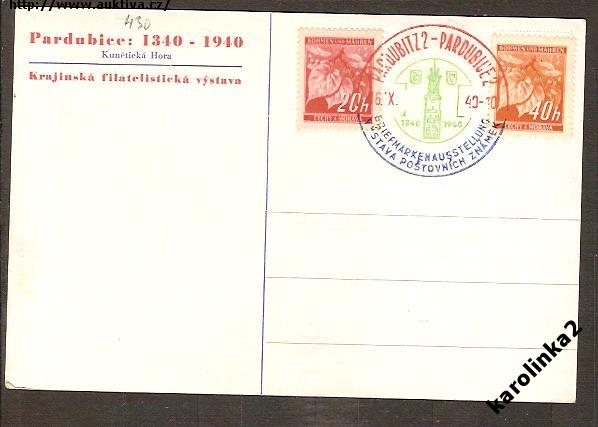 http://www.auktiva.cz/
430
Pardubice: 1340 - 1940
Kunětická Hora
Krajinská filatelistická výstava
BÖHMEN UND MÄHREN
20h
ČECHY A MORAVA
PARDUBITZ 2 - PARDUBICE 2
6.X. 40-10
1340 1940
BRIEFMARKENAUSSTELLUNG
VÝSTAVA POŠTOVNÍCH ZNÁMEK
BÖHMEN UND MÄHREN
40h
ČECHY A MORAVA
karolinka2